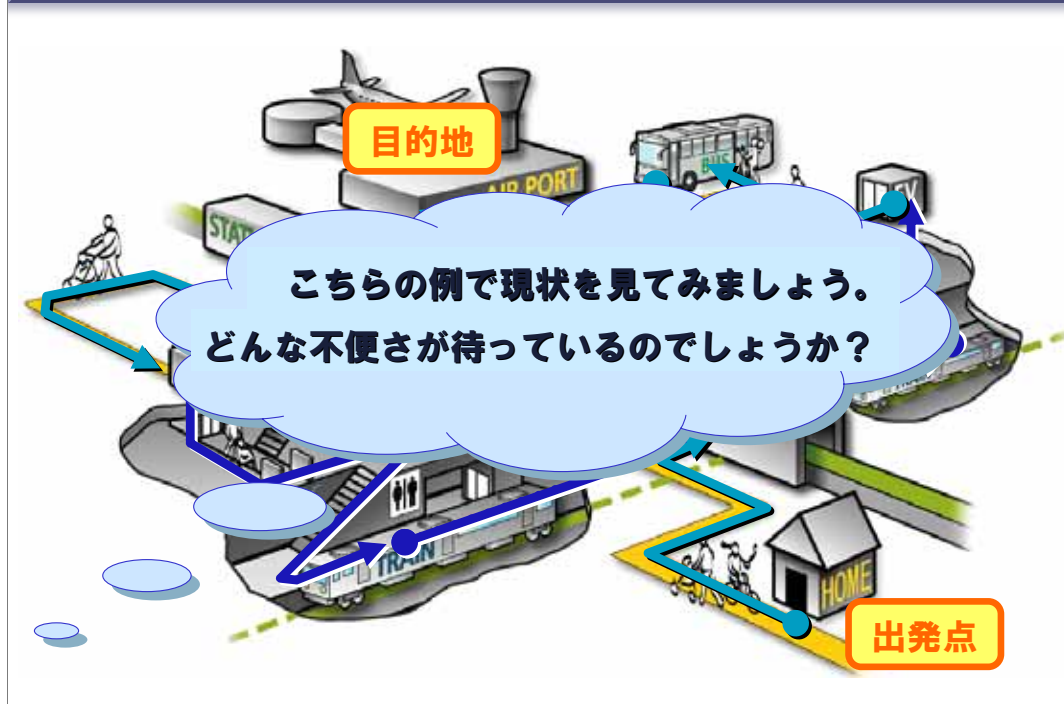 目的地
BUS
AIR PORT
こちらの例で現状を見てみましょう。
どんな不便さが待っているのでしょうか？
TRAIN
HOME
出発点